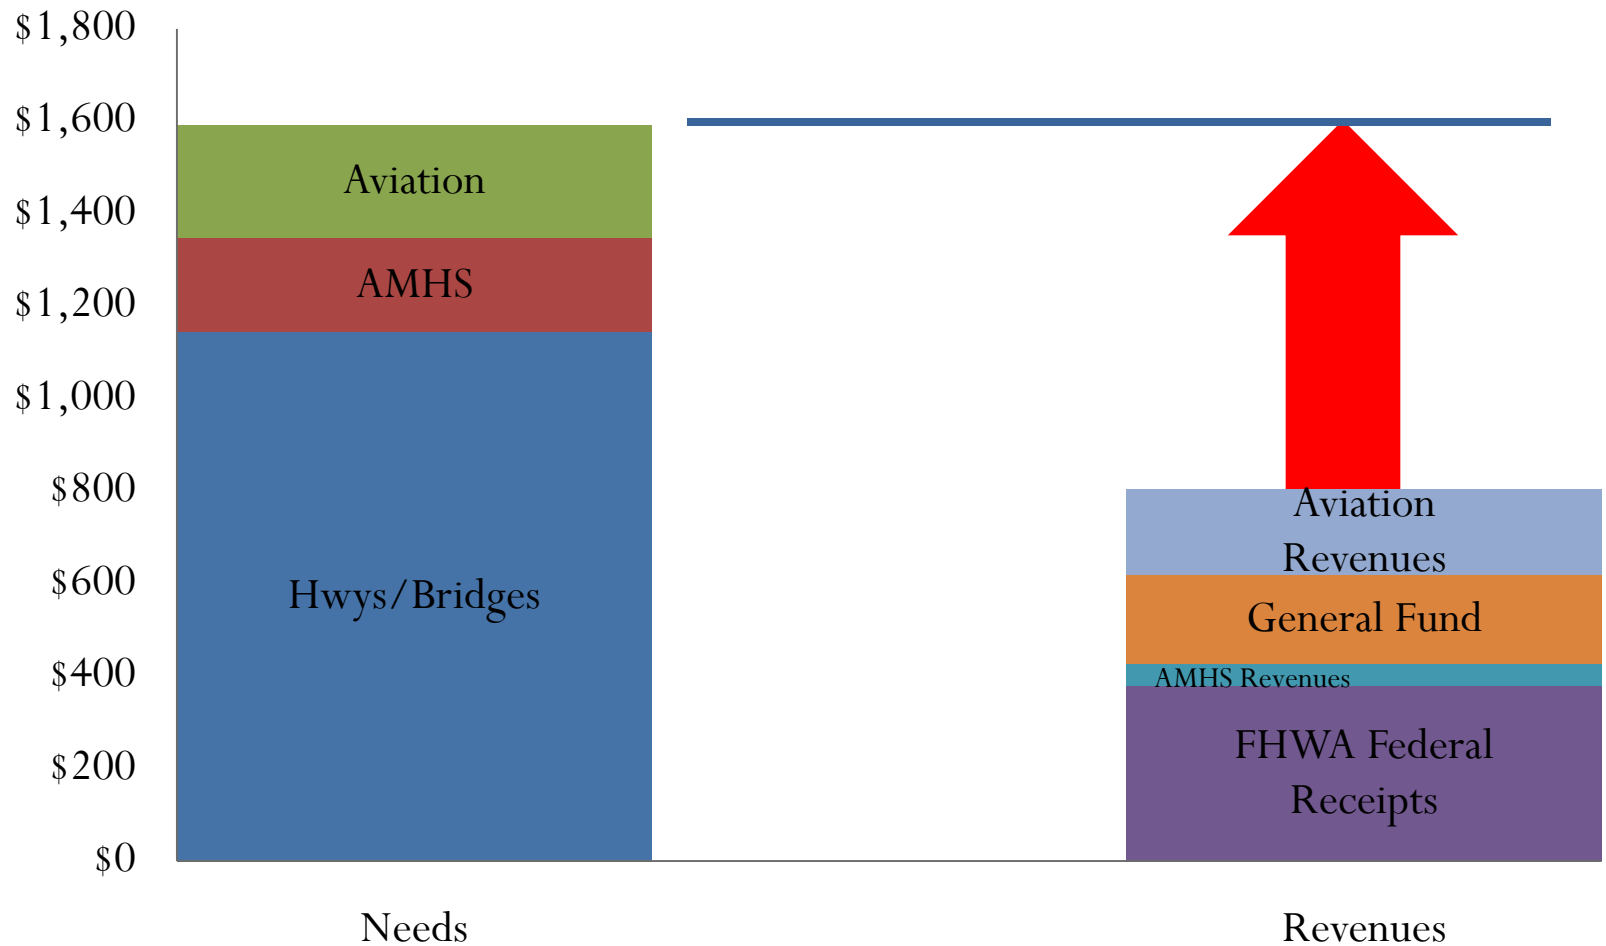 $1,800
$1,600
$1,400
$1,200
$1,000
$800
$600
$400
$200
$0
Aviation
AMHS
Hwys/Bridges
Aviation
Revenues
General Fund
AMHS Revenues
FHWA Federal
Receipts
Needs
Revenues